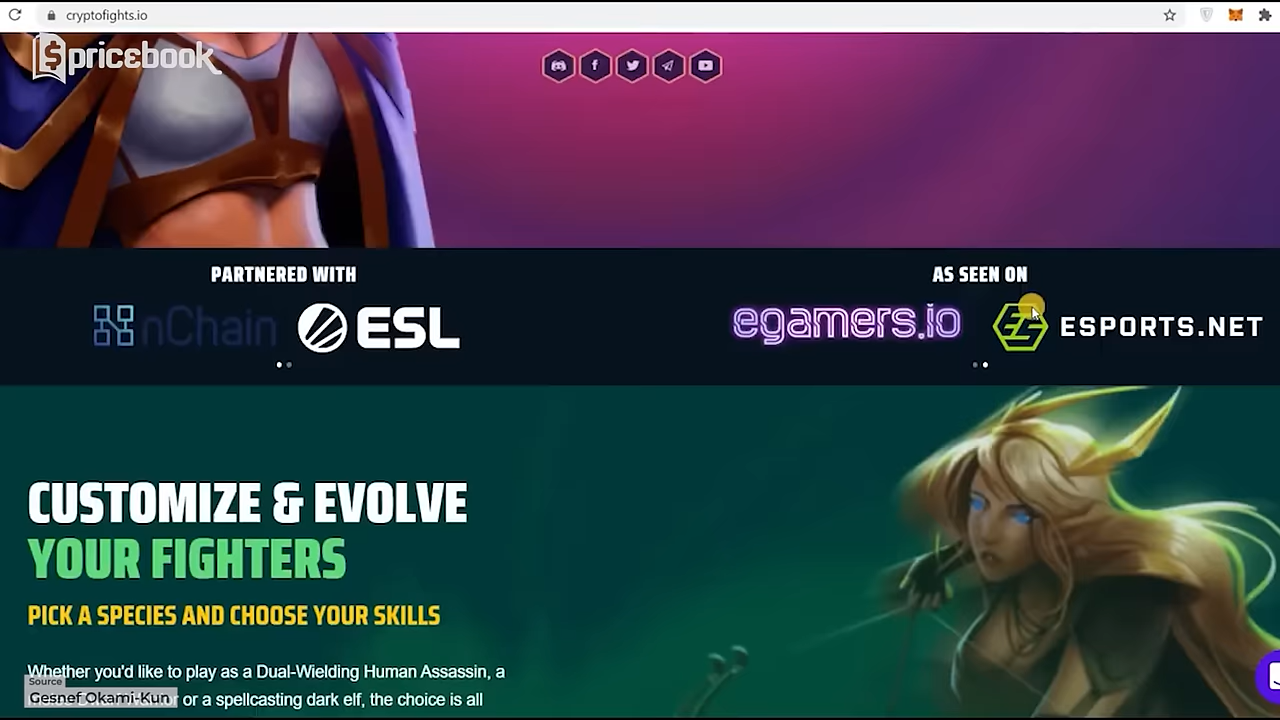 cryptofights.io
$pricebook
PARTNERED WITH
AS SEEN ON
nChain
ESL
egamers.io
ESPORTS.NET
CUSTOMIZE & EVOLVE
YOUR FIGHTERS
PICK A SPECIES AND CHOOSE YOUR SKILLS
Whether you'd like to play as a Dual-Wielding Human Assassin, a
or a spellcasting dark elf, the choice is all
Source
Gesnef Okami-Kun